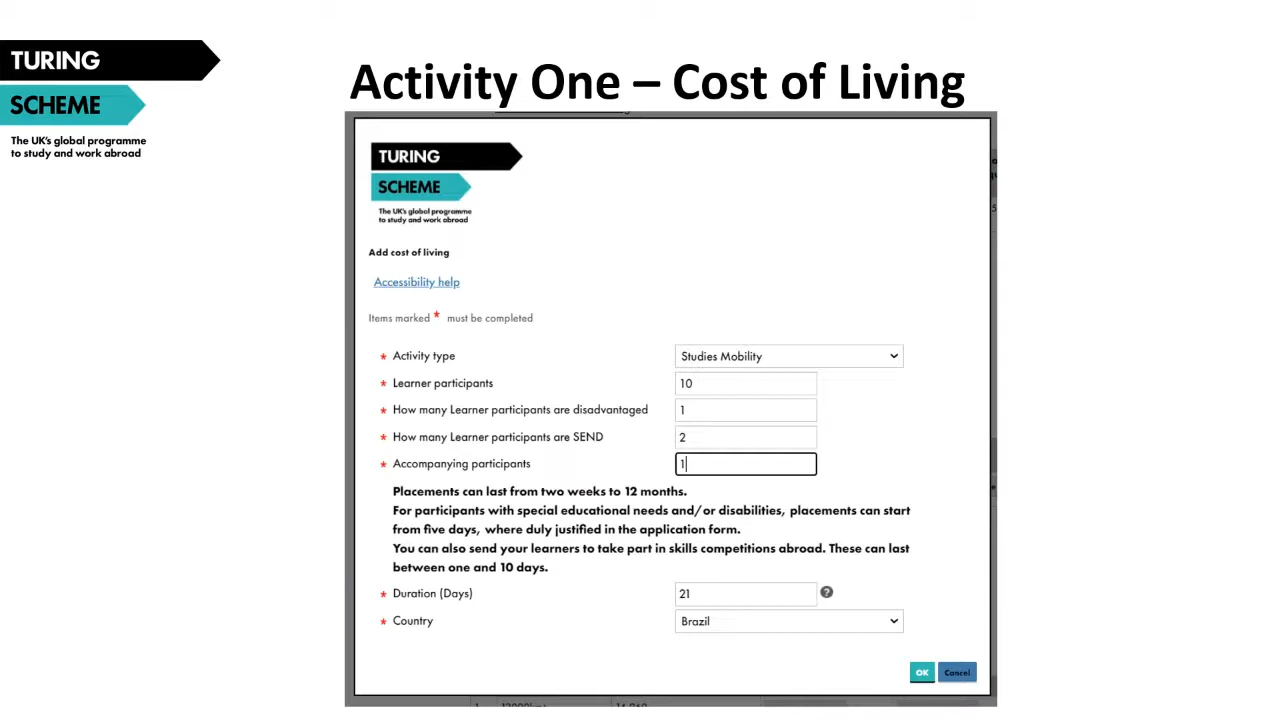 TURING
SCHEME
The UK's global programme
to study and work abroad
Activity One – Cost of Living
TURING
SCHEME
The UK's global programme
to study and work abroad
Add cost of living
Accessibility help
Items marked * must be completed
* Activity type Studies Mobility
* Learner participants 10
* How many Learner participants are disadvantaged 1
* How many Learner participants are SEND 2
* Accompanying participants 1
Placements can last from two weeks to 12 months.
For participants with special educational needs and/or disabilities, placements can start
from five days, where duly justified in the application form.
You can also send your learners to take part in skills competitions abroad. These can last
between one and 10 days.
* Duration (Days) 21 ?
* Country Brazil
OK Cancel